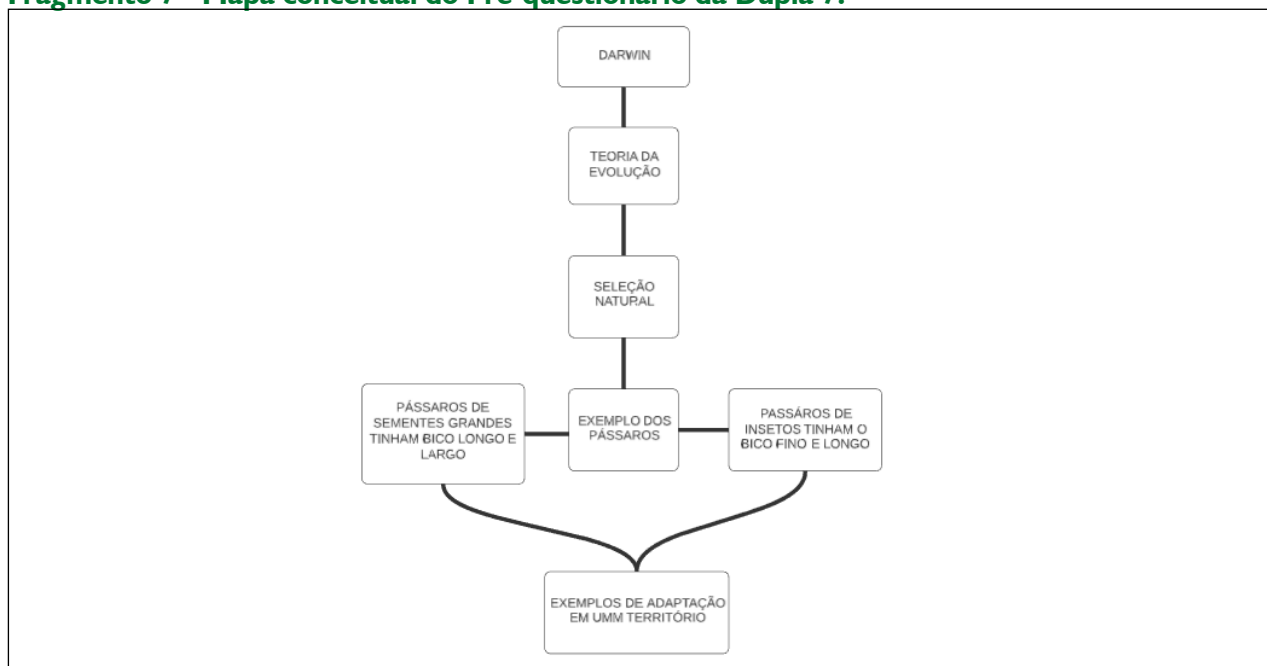 Fragmento 7 - Mapa conceitual do Pré-questionário da Dupla 7.
DARWIN
TEORIA DA
EVOLUÇÃO
SELEÇÃO
NATURAL
PÁSSAROS DE
SEMENTES GRANDES
TINHAM BICO LONGO E
LARGO
EXEMPLO DOS
PÁSSAROS
PASSÁROS DE
INSETOS TINHAM O
BICO FINO E LONGO
EXEMPLOS DE ADAPTAÇÃO
EM UMM TERRITÓRIO